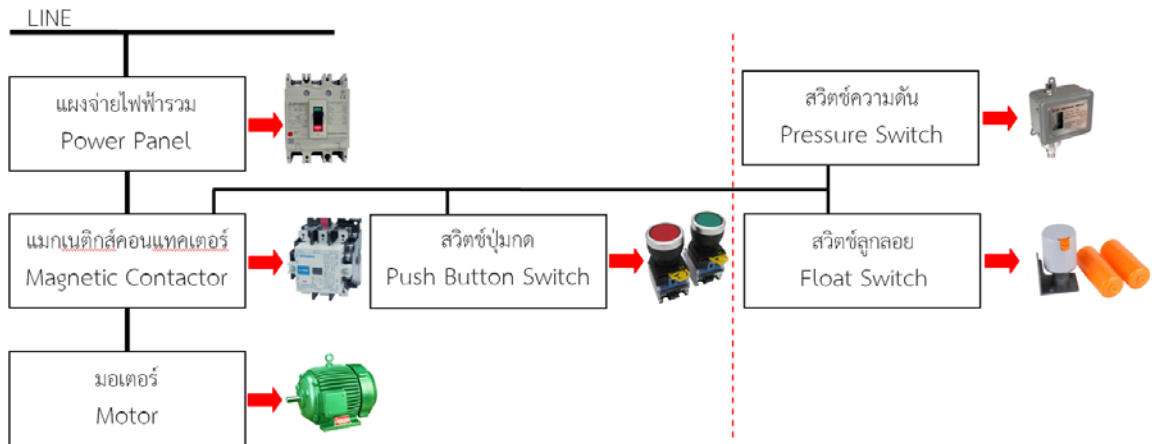 LINE
แผงจ่ายไฟฟ้ารวม
Power Panel
สวิตช์ความดัน
Pressure Switch
แมกเนติกส์คอนแทคเตอร์
Magnetic Contactor
สวิตช์ปุ่มกด
Push Button Switch
สวิตช์ลูกลอย
Float Switch
มอเตอร์
Motor